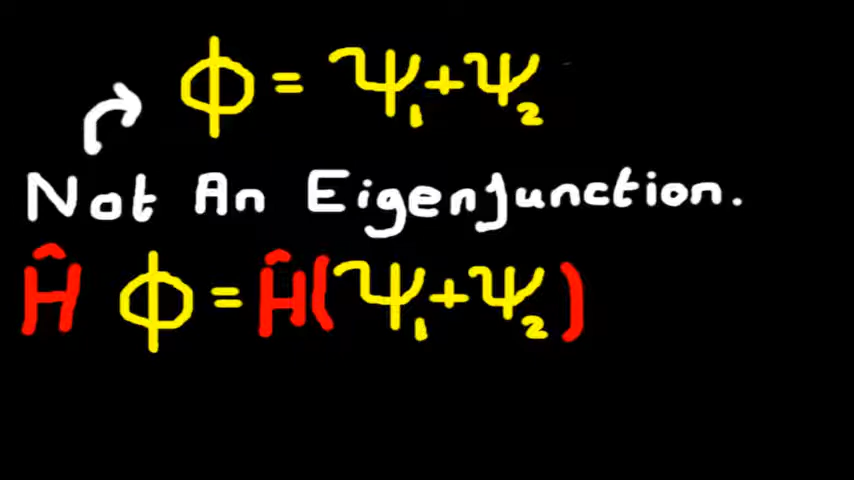 Φ = Ψ₁ + Ψ₂
Not An Eigenfunction.
Ĥ Φ = Ĥ(Ψ₁ + Ψ₂)